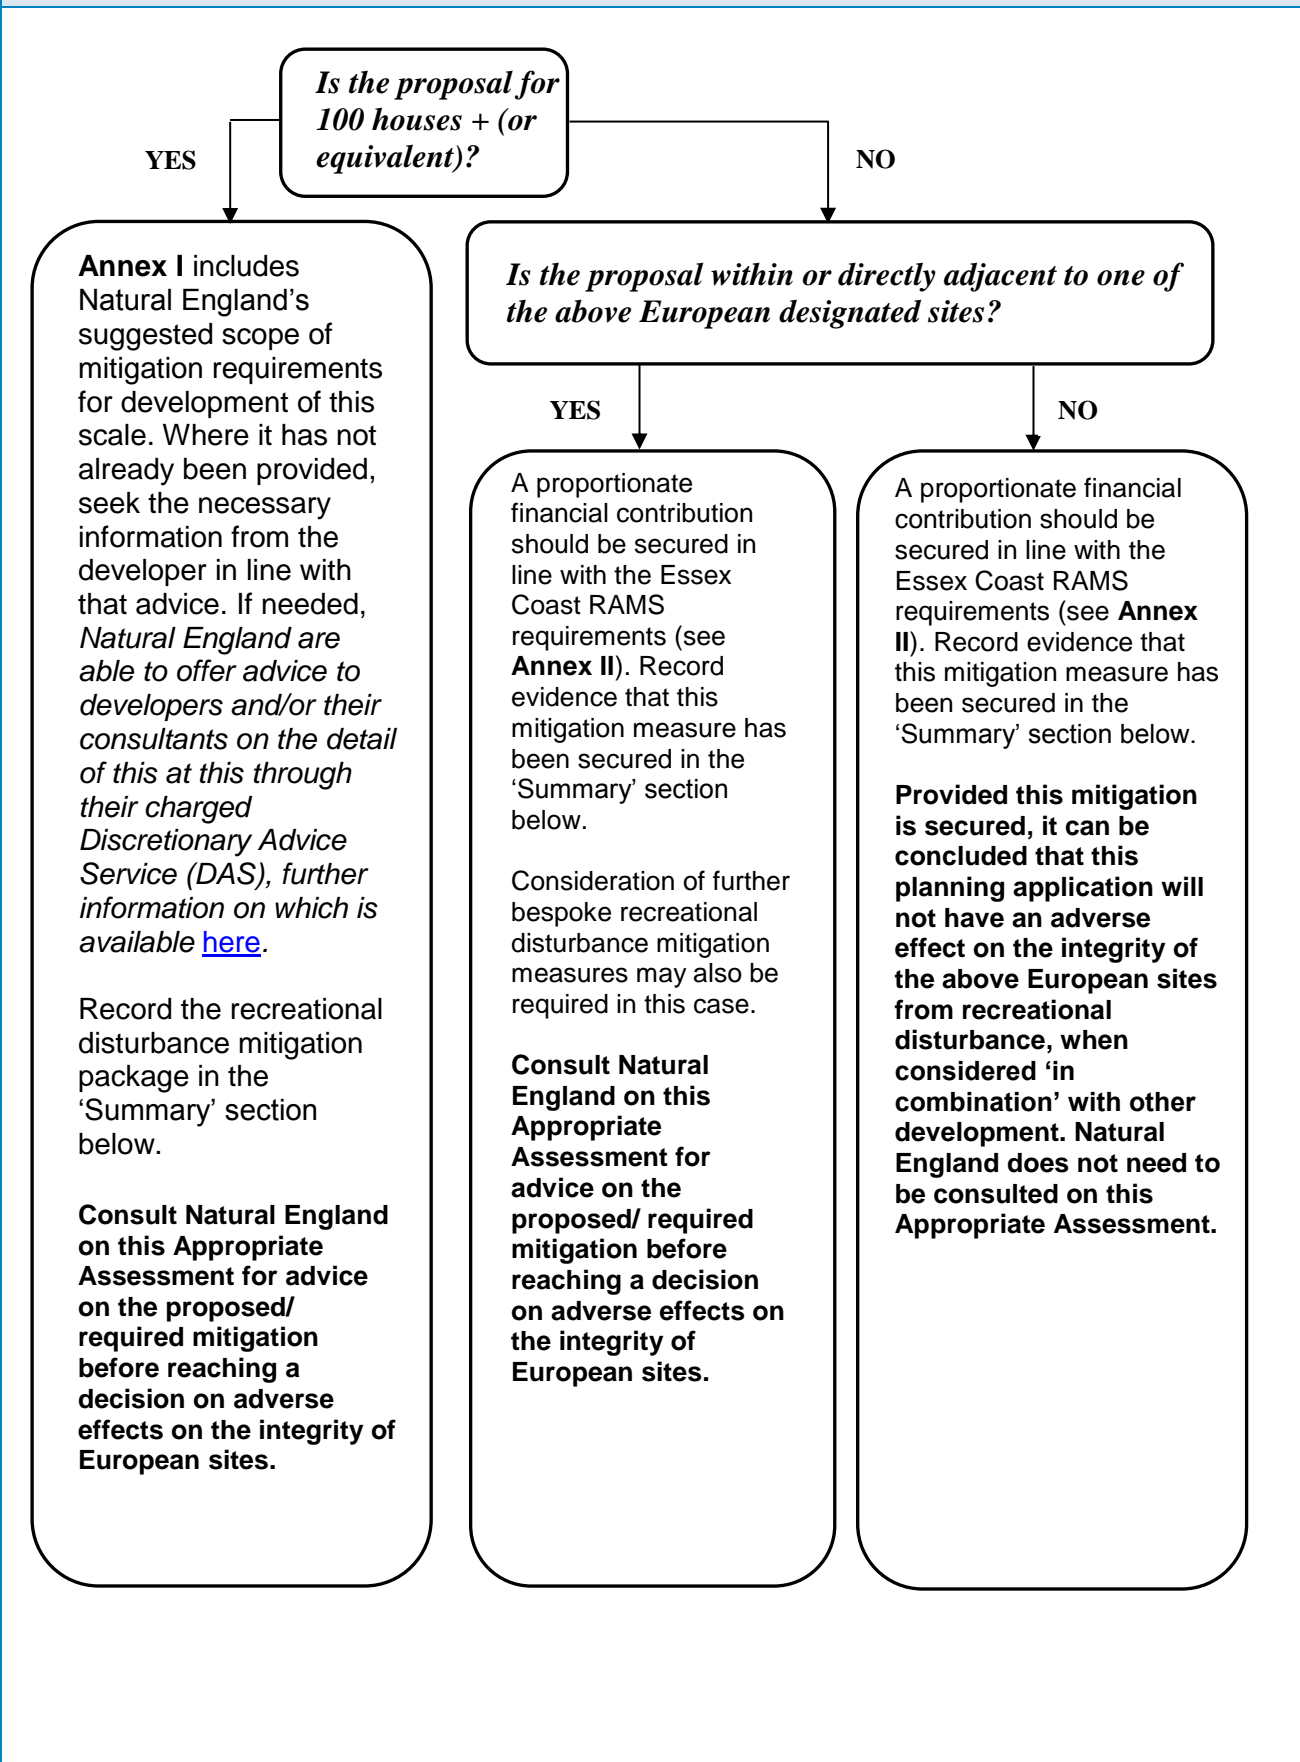 Is the proposal for
100 houses + (or
equivalent)?
YES
NO
Annex I includes
Natural England’s
suggested scope of
mitigation requirements
for development of this
scale. Where it has not
already been provided,
seek the necessary
information from the
developer in line with
that advice. If needed,
Natural England are
able to offer advice to
developers and/or their
consultants on the detail
of this at this through
their charged
Discretionary Advice
Service (DAS), further
information on which is
available here.
Record the recreational
disturbance mitigation
package in the
‘Summary’ section
below.
Consult Natural England
on this Appropriate
Assessment for advice
on the proposed/
required mitigation
before reaching a
decision on adverse
effects on the integrity of
European sites.
Is the proposal within or directly adjacent to one of
the above European designated sites?
YES
NO
A proportionate
financial contribution
should be secured in
line with the Essex
Coast RAMS
requirements (see
Annex II). Record
evidence that this
mitigation measure has
been secured in the
‘Summary’ section
below.
Consideration of further
bespoke recreational
disturbance mitigation
measures may also be
required in this case.
Consult Natural
England on this
Appropriate
Assessment for
advice on the
proposed/ required
mitigation before
reaching a decision
on adverse effects on
the integrity of
European sites.
A proportionate financial
contribution should be
secured in line with the
Essex Coast RAMS
requirements (see Annex
II). Record evidence that
this mitigation measure has
been secured in the
‘Summary’ section below.
Provided this mitigation
is secured, it can be
concluded that this
planning application will
not have an adverse
effect on the integrity of
the above European sites
from recreational
disturbance, when
considered ‘in
combination’ with other
development. Natural
England does not need to
be consulted on this
Appropriate Assessment.